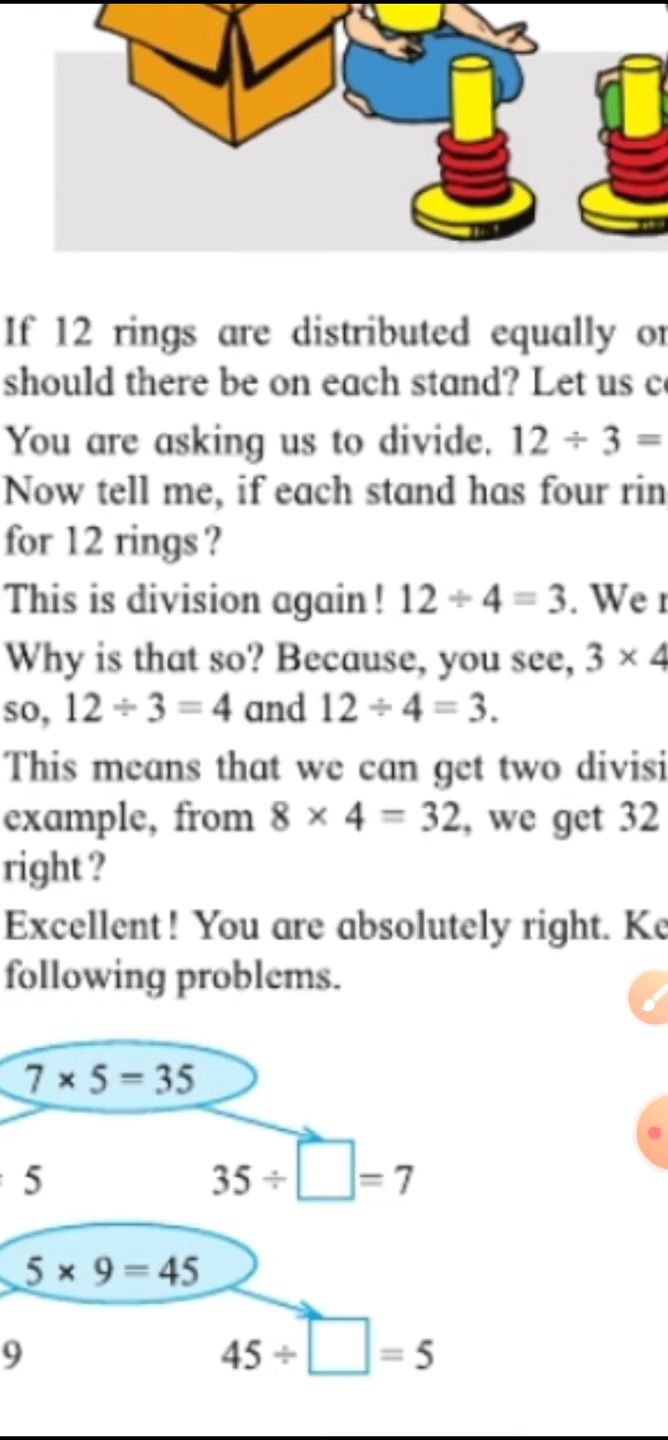 If 12 rings are distributed equally
should there be on each stand? Let us
You are asking us to divide. 12 ÷ 3 =
Now tell me, if each stand has four
for 12 rings?
This is division again! 12 ÷ 4 = 3. We
Why is that so? Because, you see, 3 × 4
so, 12 ÷ 3 = 4 and 12 ÷ 4 = 3.
This means that we can get two
example, from 8 × 4 = 32, we get 32
right?
Excellent! You are absolutely right.
following problems.
7 × 5 = 35
5 35 ÷ = 7
5 × 9 = 45
9 45 ÷ = 5